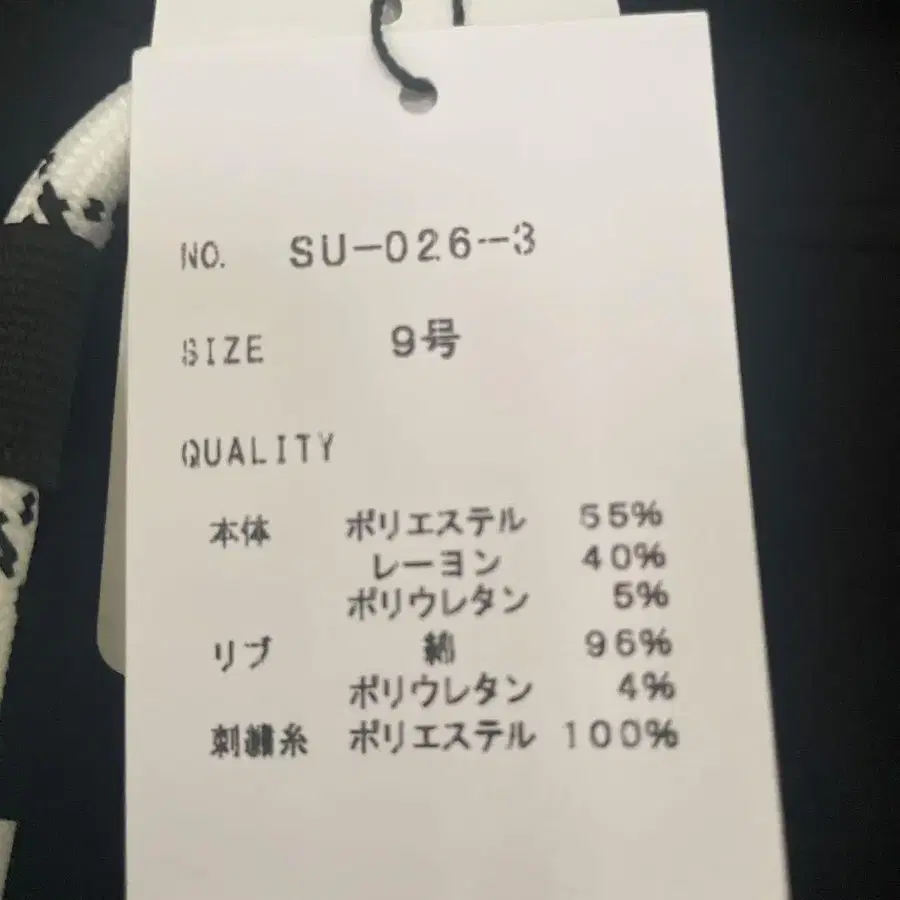 NO. SU-026-3
SIZE 9号
QUALITY
本体 ポリエステル 55%
レーヨン 40%
ポリウレタン 5%
リブ 綿 96%
ポリウレタン 4%
刺繍糸 ポリエステル 100%